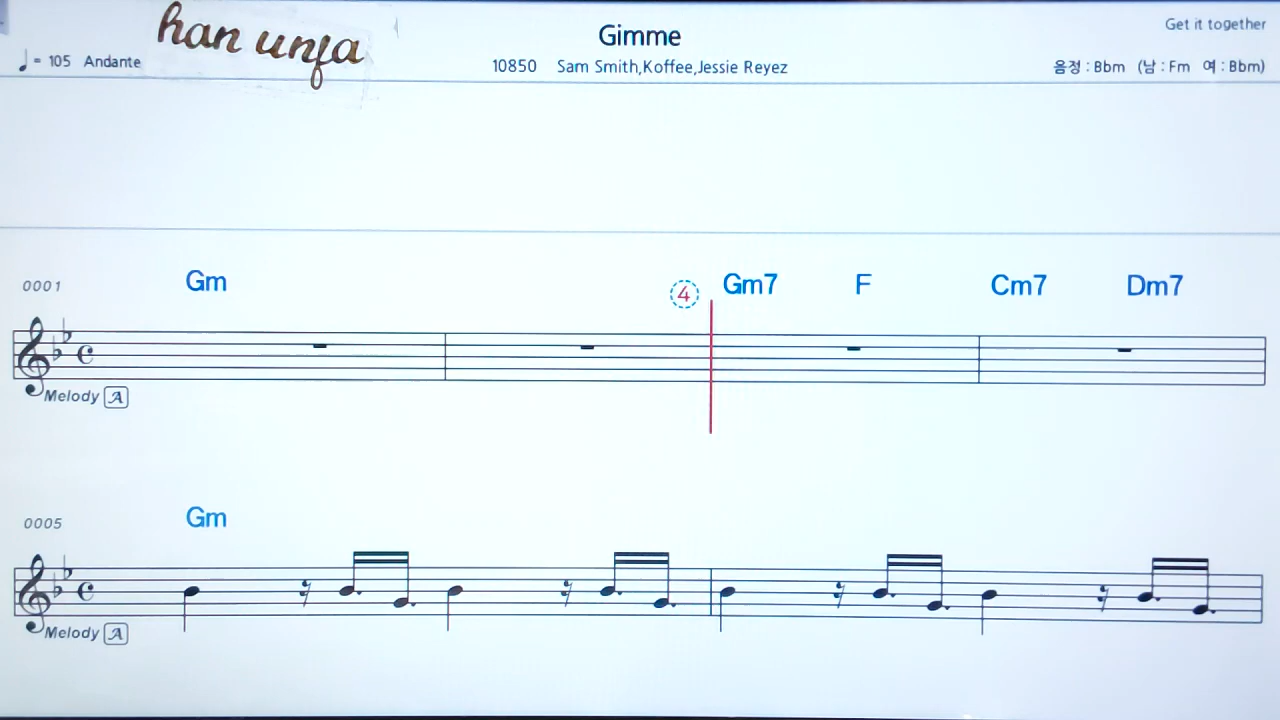 han unfa
Gimme
Get it together
♩= 105 Andante
10850 Sam Smith,Koffee,Jessie Reyez
음정 : Bbm (남 : Fm 여 : Bbm)
0001 Gm ④ Gm7 F Cm7 Dm7
Melody A
0005 Gm
Melody A